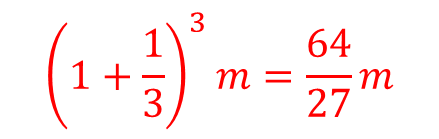 (1 + 1/3)³ m = 64/27 m